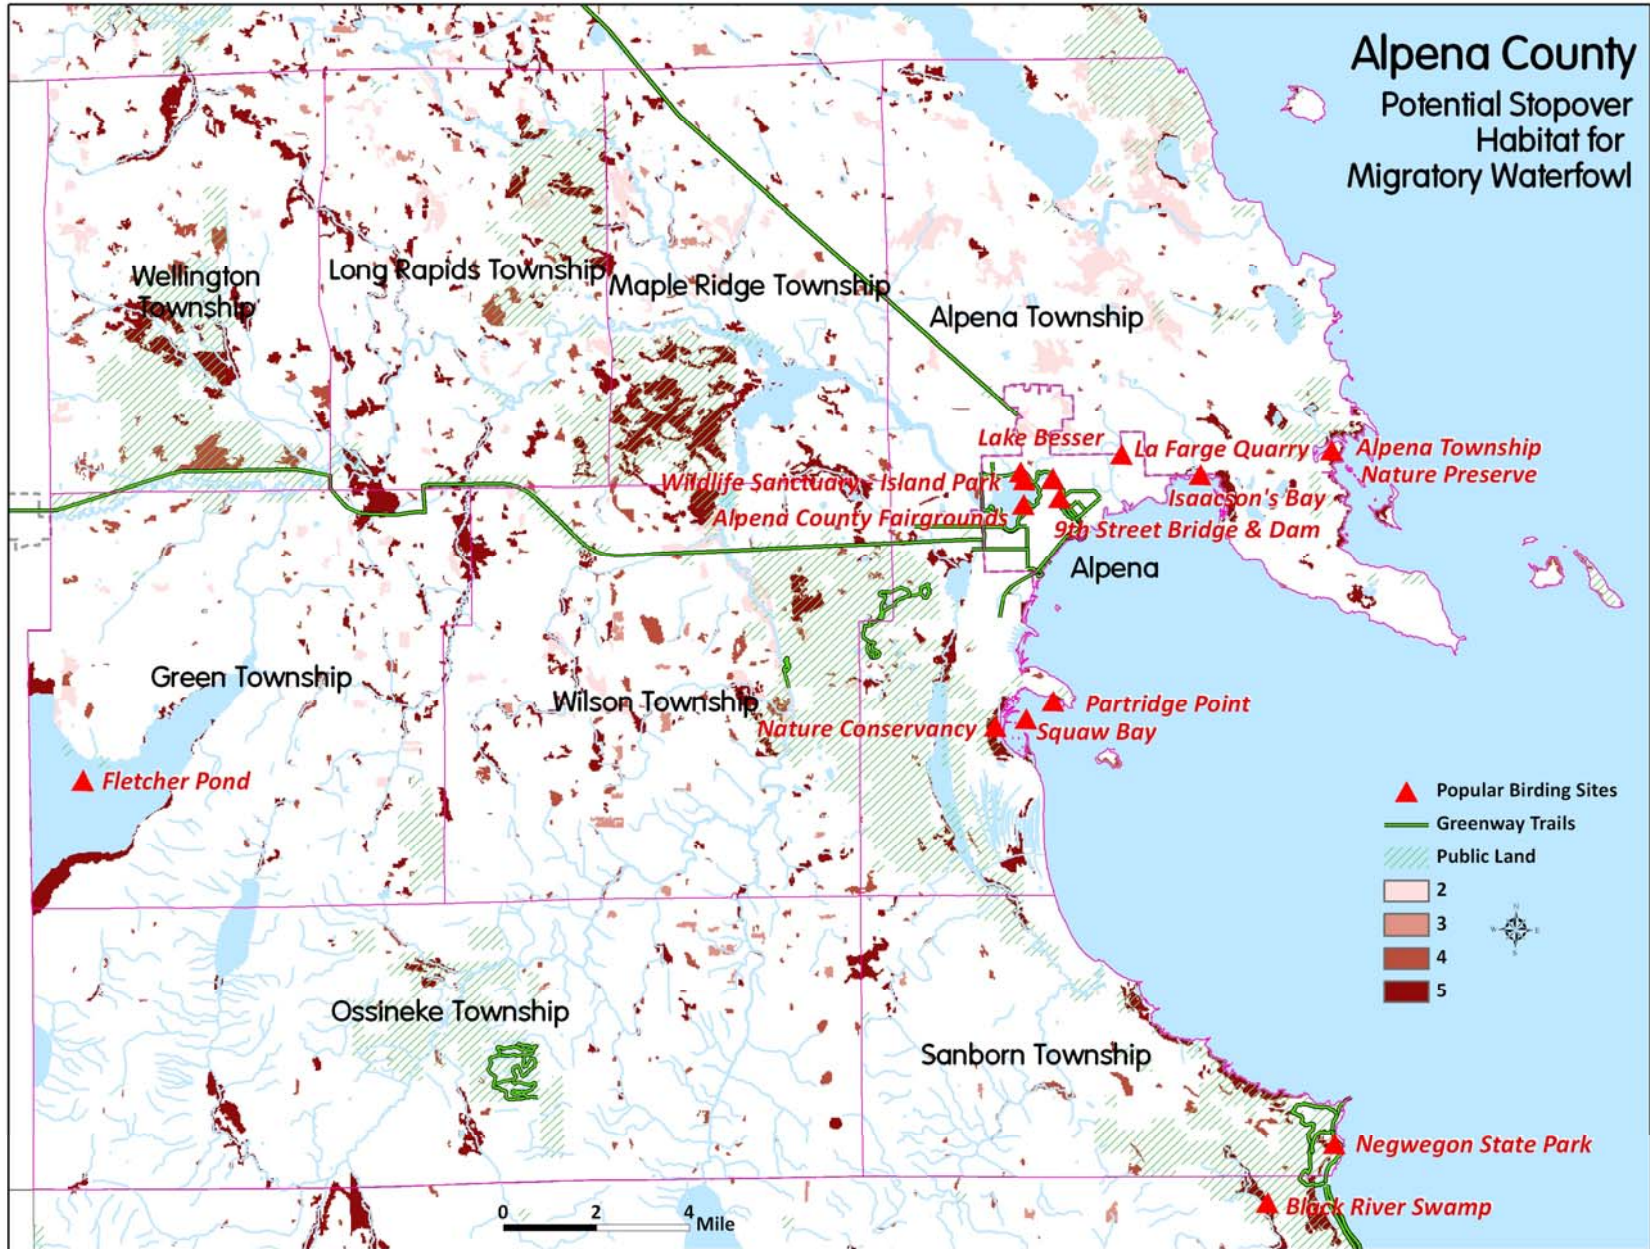 Alpena County
Potential Stopover
Habitat for
Migratory Waterfowl
Wellington
Township
Long Rapids Township
Maple Ridge Township
Alpena Township
Lake Besser
La Farge Quarry
Alpena Township
Nature Preserve
Wildlife Sanctuary - Island Park
Isaacson's Bay
Alpena County Fairgrounds
9th Street Bridge & Dam
Alpena
Green Township
Wilson Township
Partridge Point
Nature Conservancy
Squaw Bay
Fletcher Pond
Popular Birding Sites
Greenway Trails
Public Land
2
3
4
5
N
W
E
S
Ossineke Township
Sanborn Township
Negwegon State Park
Black River Swamp
0 2 4
Mile